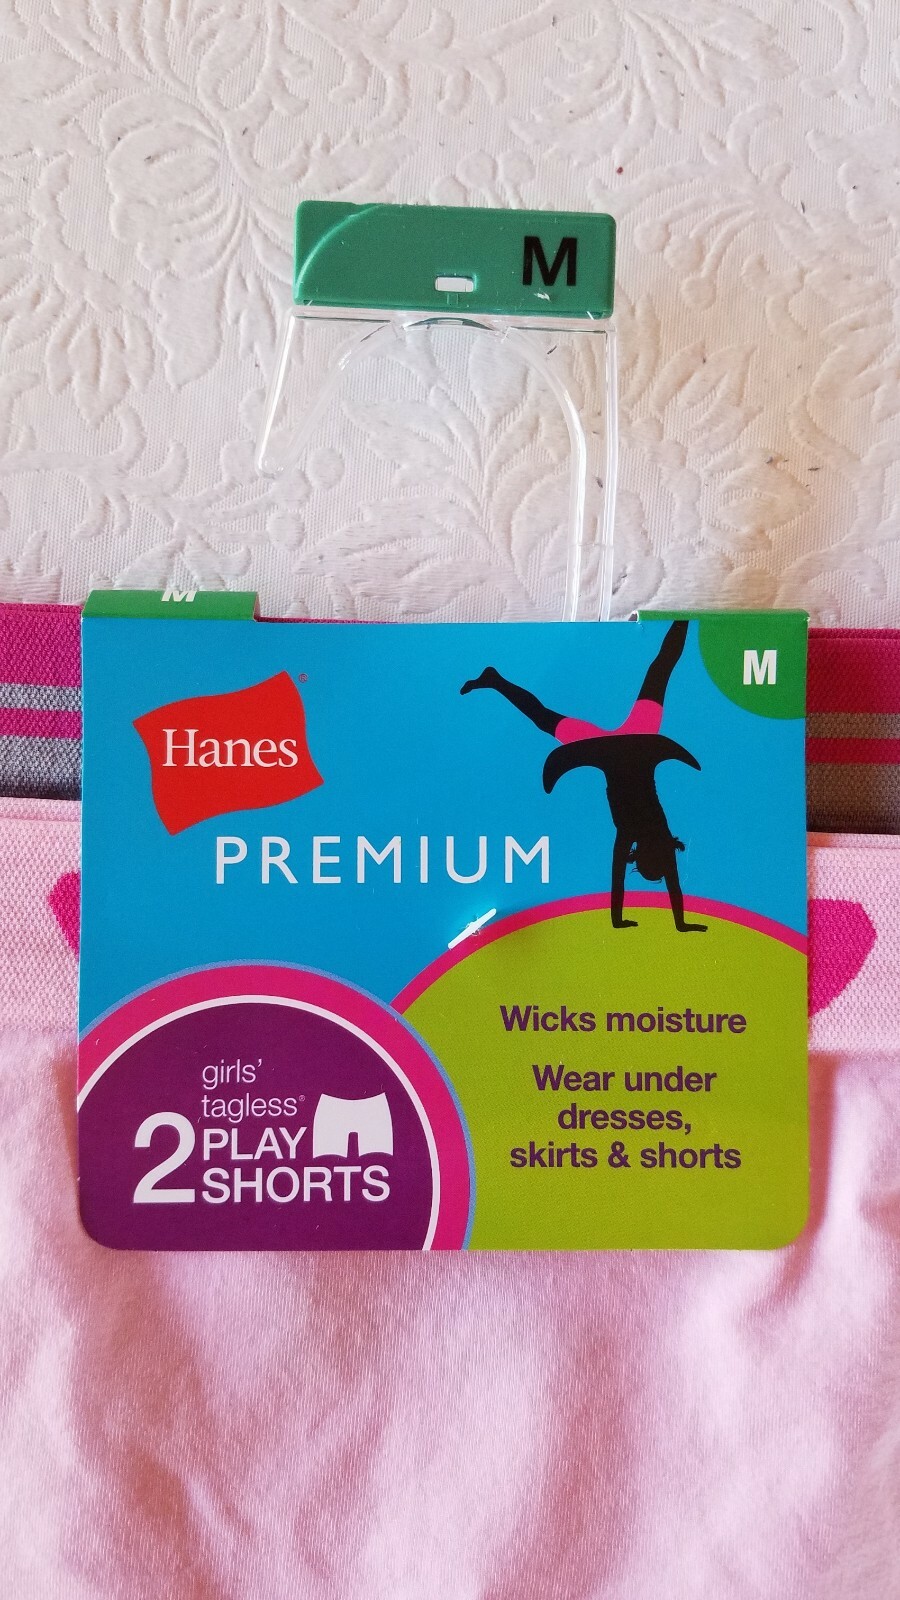 M
M
M
Hanes®
PREMIUM
Wicks moisture
Wear under
dresses,
skirts & shorts
girls'
tagless®
2 PLAY
SHORTS